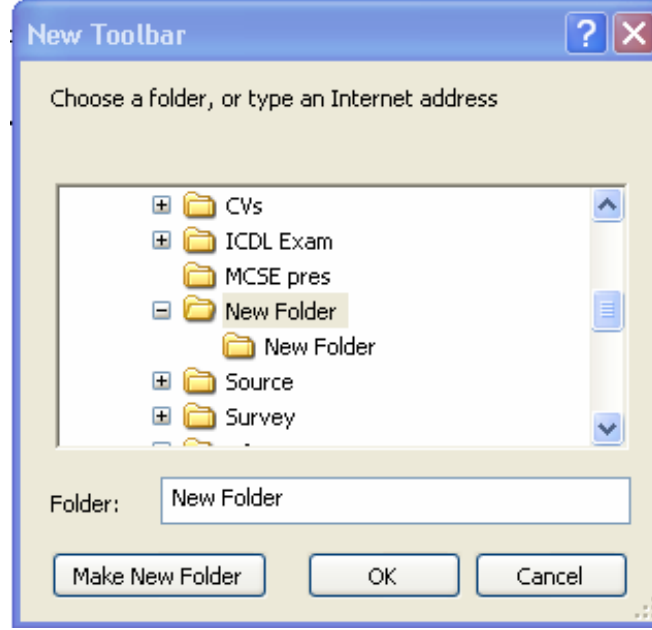 New Toolbar
Choose a folder, or type an Internet address
CVs
ICDL Exam
MCSE pres
New Folder
New Folder
Source
Survey
Folder: New Folder
Make New Folder OK Cancel